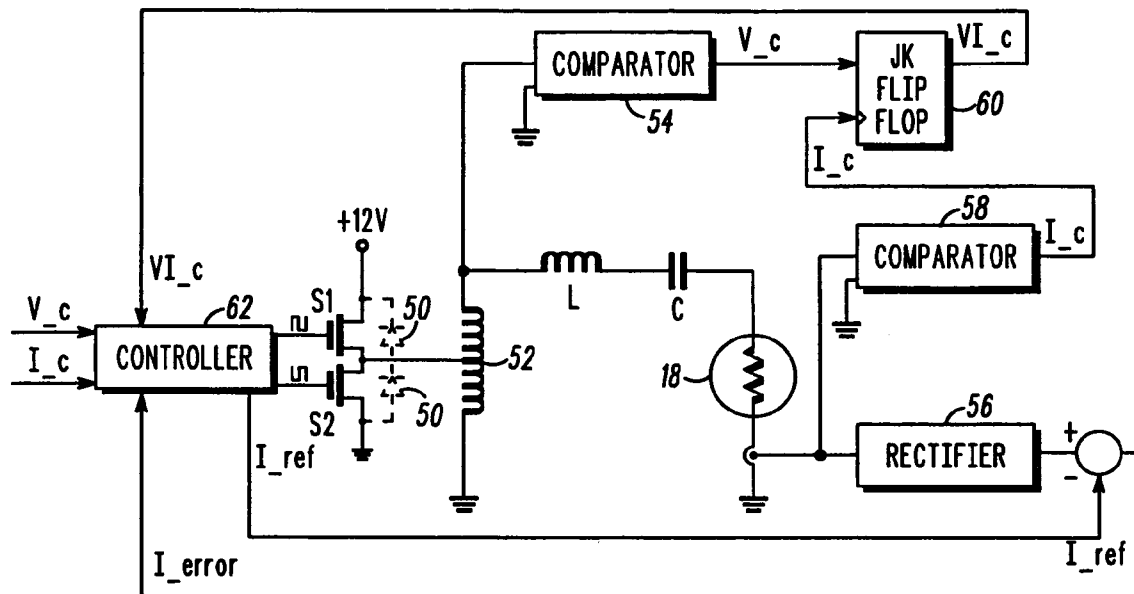 V_c
VI_c
COMPARATOR
54
JK
FLIP
FLOP
60
I_c
58
COMPARATOR
I_c
+12V
VI_c
V_c
I_c
62
CONTROLLER
S1
S2
50
50
52
L
C
18
56
RECTIFIER
+
-
I_ref
I_ref
I_error